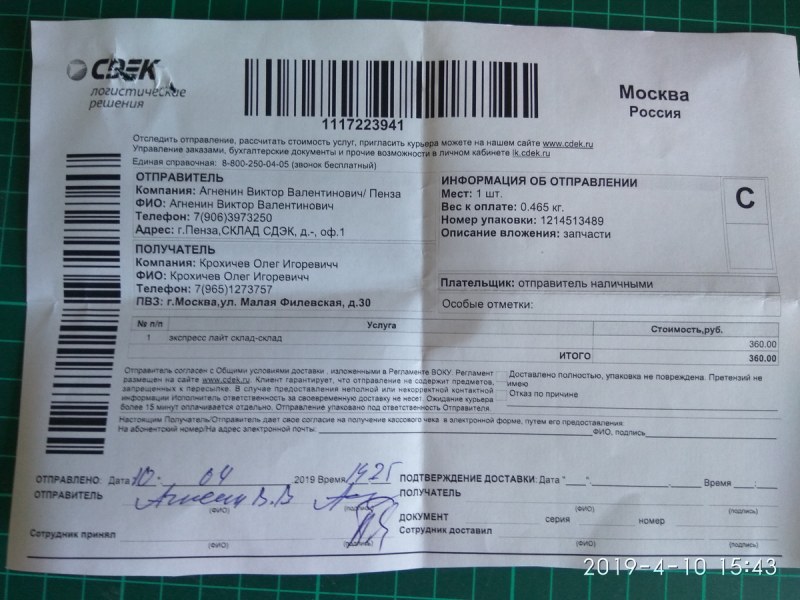 СДЕК
логистические
решения
1117223941
Москва
Россия
Отследить отправление, рассчитать стоимость услуг, пригласить курьера можете на нашем сайте www.cdek.ru
Управление заказами, бухгалтерские документы и прочие возможности в личном кабинете lk.cdek.ru
Единая справочная: 8-800-250-04-05 (звонок бесплатный)
ОТПРАВИТЕЛЬ
Компания: Агненин Виктор Валентинович/ Пенза
ФИО: Агненин Виктор Валентинович
Телефон: 7(906)3973250
Адрес: г.Пенза,СКЛАД СДЭК, д.-, оф.1
ПОЛУЧАТЕЛЬ
Компания: Крохичев Олег Игоревичч
ФИО: Крохичев Олег Игоревичч
Телефон: 7(965)1273757
ПВЗ: г.Москва,ул. Малая Филевская, д.30
ИНФОРМАЦИЯ ОБ ОТПРАВЛЕНИИ
Мест: 1 шт.
Вес к оплате: 0.465 кг.
Номер упаковки: 1214513489
Описание вложения: запчасти
С
Плательщик: отправитель наличными
Особые отметки:
№ п/п Услуга Стоимость,руб.
1 экспресс лайт склад-склад 360.00
ИТОГО 360.00
Отправитель согласен с Общими условиями доставки , изложенными в Регламенте ВОКУ. Регламент
размещен на сайте www.cdek.ru. Клиент гарантирует, что отправление не содержит предметов,
запрещенных к пересылке. В случае предоставления неполной или некорректной контактной
информации Исполнитель ответственность за своевременную доставку не несет. Ожидание курьера
более 15 минут оплачивается отдельно. Отправление упаковано под ответственность Отправителя.
Доставлено полностью, упаковка не повреждена. Претензий не
имею
Отказ по причине
Настоящим Получатель/Отправитель дает свое согласие на получение кассового чека в электронной форме, путем его предоставления
На абонентский номер/На адрес электронной почты: ФИО, подпись
ОТПРАВЛЕНО: Дата 10. 04 2019 Время 1925
ОТПРАВИТЕЛЬ Агненин В.В
(ФИО) (подпись)
Сотрудник принял
(ФИО) (подпись)
ПОДТВЕРЖДЕНИЕ ДОСТАВКИ: Дата "__" Время __:__
ПОЛУЧАТЕЛЬ
(ФИО) (подпись)
ДОКУМЕНТ серия номер
Сотрудник доставил
(ФИО) (подпись)
2019-4-10 15:43